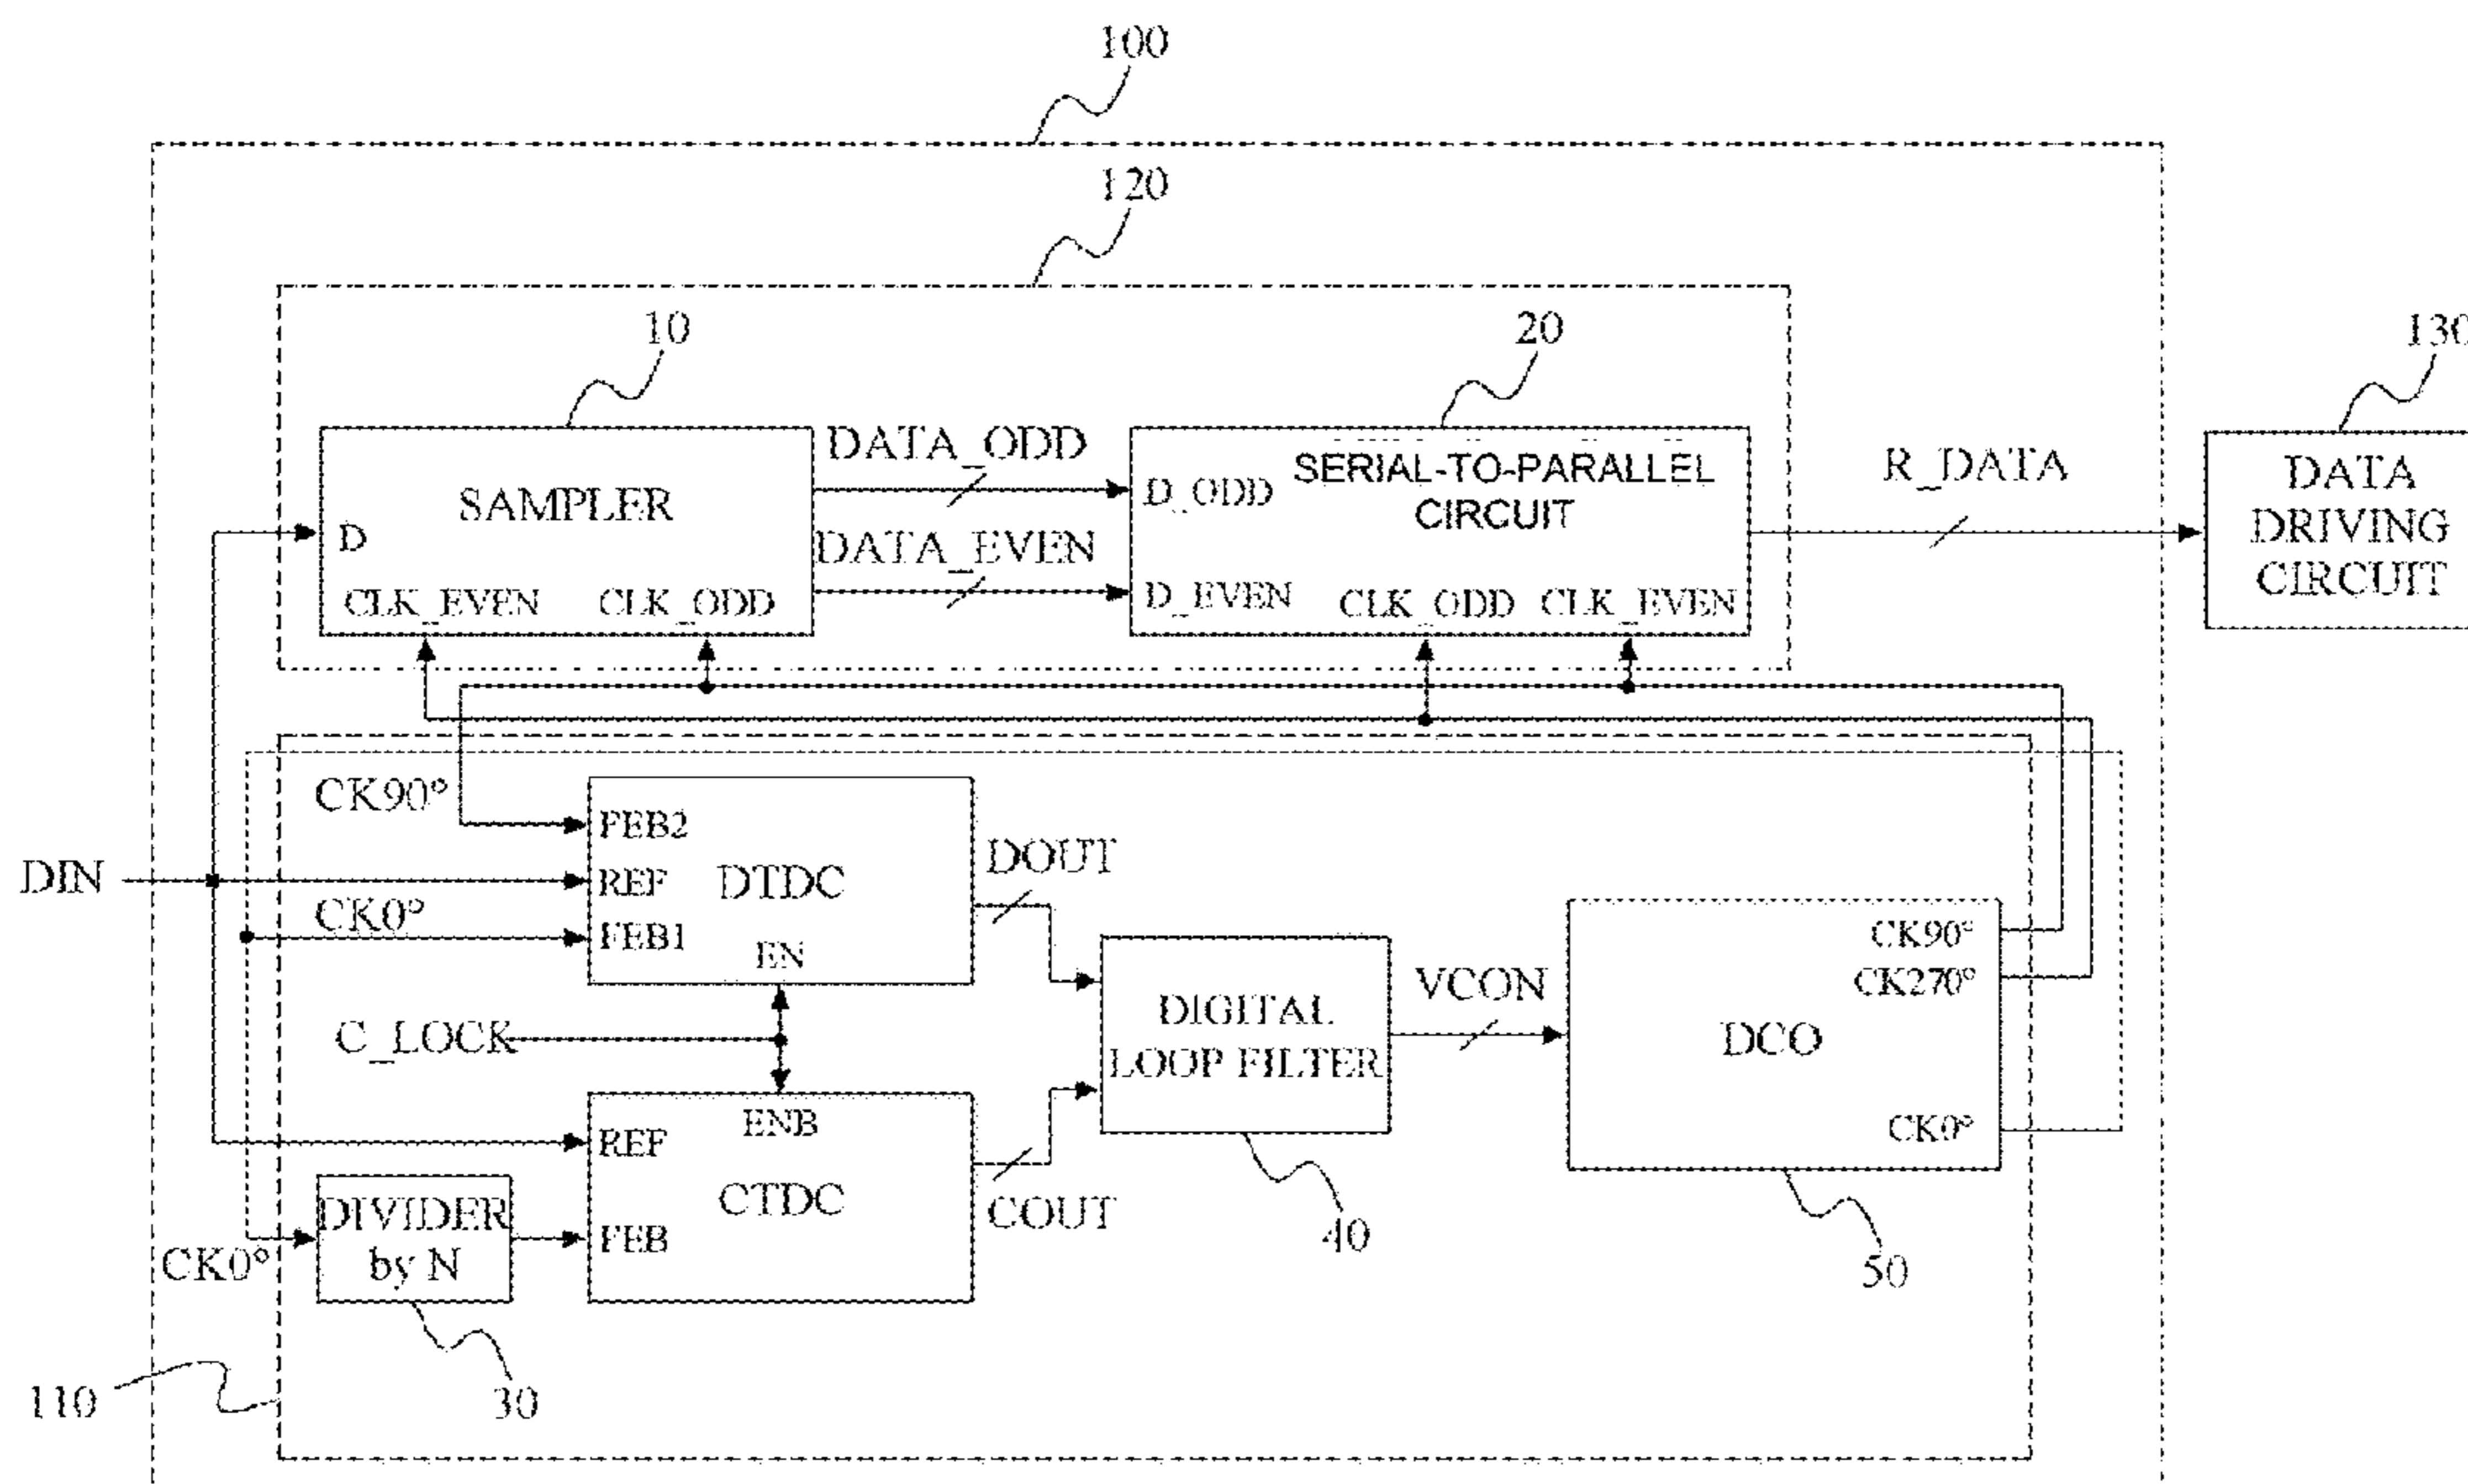 100
120
10
20
130
SAMPLER
D
CLK_EVEN
CLK_ODD
DATA_ODD
DATA_EVEN
D_ODD
SERIAL-TO-PARALLEL
CIRCUIT
D_EVEN
CLK_ODD
CLK_EVEN
R_DATA
DATA
DRIVING
CIRCUIT
CK90°
FEB2
DIN
REF
DTDC
DOUT
CK0°
FEB1
EN
C_LOCK
DIGITAL
LOOP FILTER
VCON
DCO
CK90°
CK270°
CK0°
REF
ENB
CTDC
COUT
FEB
DIVIDER
by N
CK0°
40
50
30
110